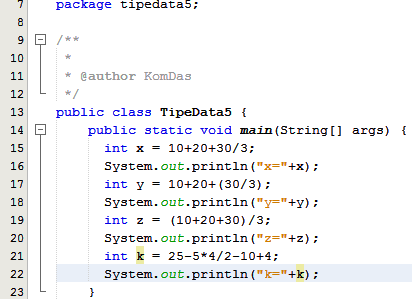 7 package tipedata5;
8
9 /**
10 *
11 * @author KomDas
12 */
13 public class TipeData5 {
14 public static void main(String[] args) {
15 int x = 10+20+30/3;
16 System.out.println("x="+x);
17 int y = 10+20+(30/3);
18 System.out.println("y="+y);
19 int z = (10+20+30)/3;
20 System.out.println("z="+z);
21 int k = 25-5*4/2-10+4;
22 System.out.println("k="+k);
23 }